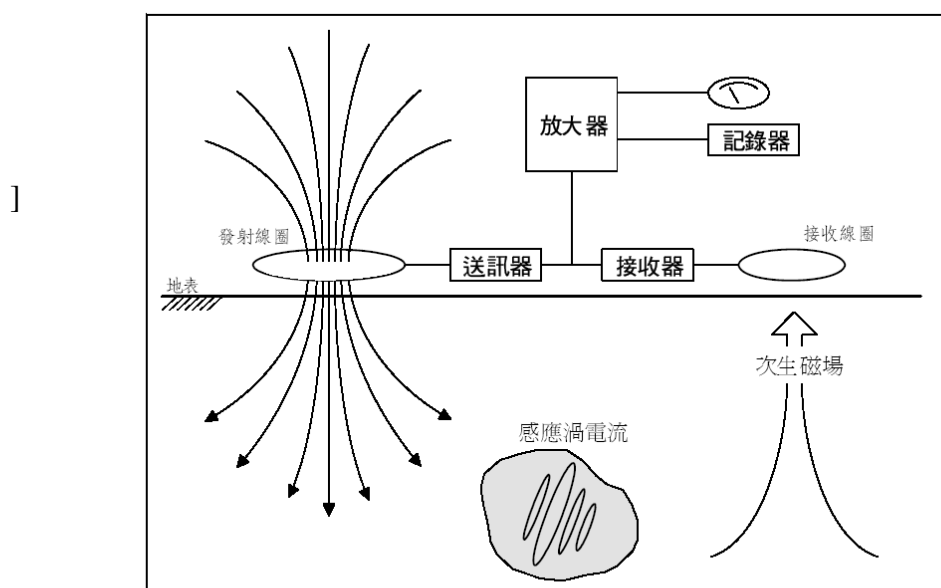 放大器
記錄器
]
發射線圈
接收線圈
送訊器
接收器
地表
次生磁場
感應渦電流